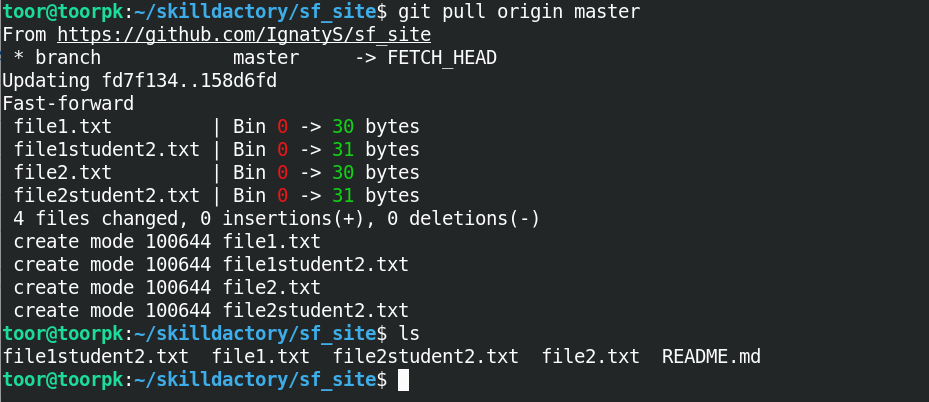 toor@toorpk:~/skilldactory/sf_site$ git pull origin master
From https://github.com/IgnatyS/sf_site
 * branch            master     -> FETCH_HEAD
Updating fd7f134..158d6fd
Fast-forward
 file1.txt         | Bin 0 -> 30 bytes
 file1student2.txt | Bin 0 -> 31 bytes
 file2.txt         | Bin 0 -> 30 bytes
 file2student2.txt | Bin 0 -> 31 bytes
 4 files changed, 0 insertions(+), 0 deletions(-)
 create mode 100644 file1.txt
 create mode 100644 file1student2.txt
 create mode 100644 file2.txt
 create mode 100644 file2student2.txt
toor@toorpk:~/skilldactory/sf_site$ ls
file1student2.txt  file1.txt  file2student2.txt  file2.txt  README.md
toor@toorpk:~/skilldactory/sf_site$